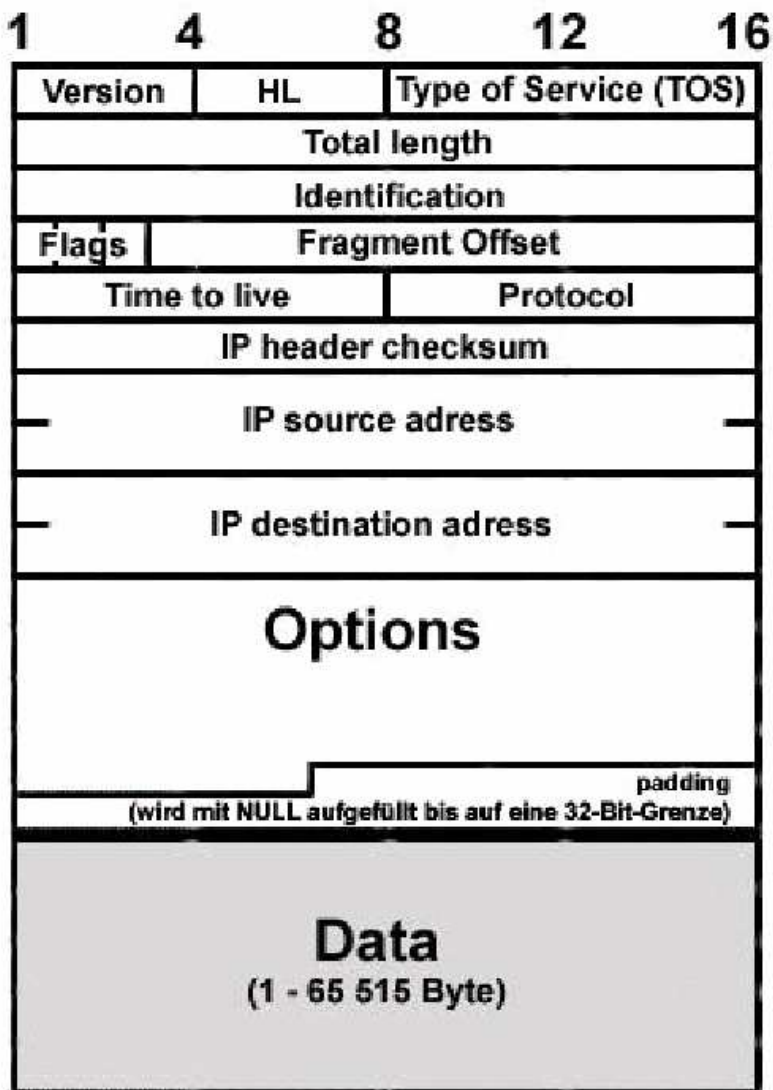 1 4 8 12 16
Version HL Type of Service (TOS)
Total length
Identification
Flags Fragment Offset
Time to live Protocol
IP header checksum
IP source adress
IP destination adress
Options
padding
(wird mit NULL aufgefüllt bis auf eine 32-Bit-Grenze)
Data
(1 - 65 515 Byte)